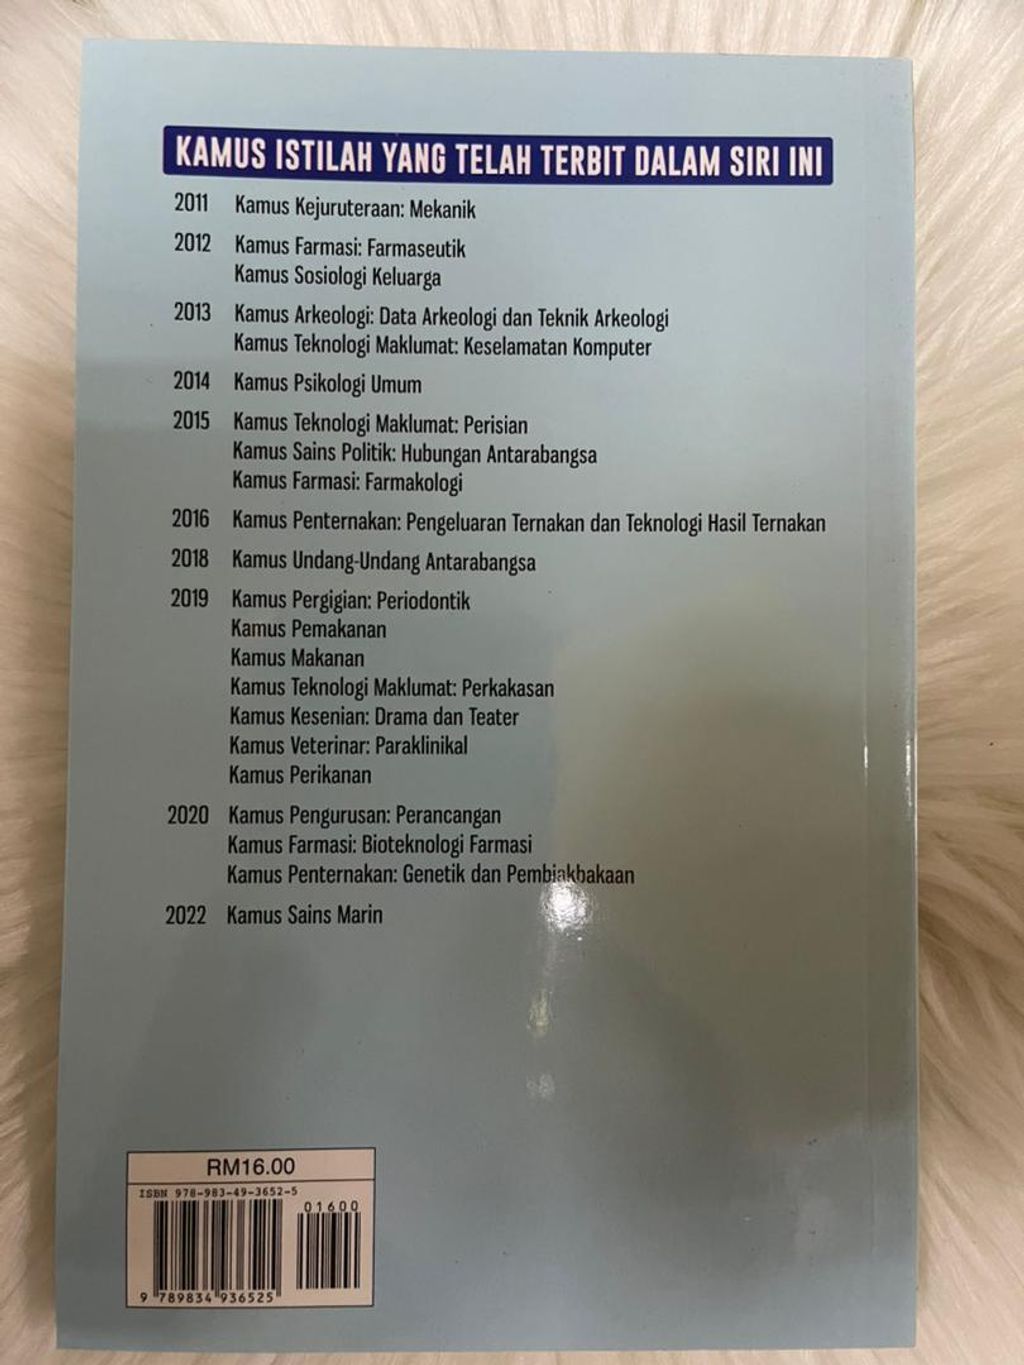 KAMUS ISTILAH YANG TELAH TERBIT DALAM SIRI INI
2011 Kamus Kejuruteraan: Mekanik
2012 Kamus Farmasi: Farmaseutik
Kamus Sosiologi Keluarga
2013 Kamus Arkeologi: Data Arkeologi dan Teknik Arkeologi
Kamus Teknologi Maklumat: Keselamatan Komputer
2014 Kamus Psikologi Umum
2015 Kamus Teknologi Maklumat: Perisian
Kamus Sains Politik: Hubungan Antarabangsa
Kamus Farmasi: Farmakologi
2016 Kamus Penternakan: Pengeluaran Ternakan dan Teknologi Hasil Ternakan
2018 Kamus Undang-Undang Antarabangsa
2019 Kamus Pergigian: Periodontik
Kamus Pemakanan
Kamus Makanan
Kamus Teknologi Maklumat: Perkakasan
Kamus Kesenian: Drama dan Teater
Kamus Veterinar: Paraklinikal
Kamus Perikanan
2020 Kamus Pengurusan: Perancangan
Kamus Farmasi: Bioteknologi Farmasi
Kamus Penternakan: Genetik dan Pembiakbakaan
2022 Kamus Sains Marin
RM16.00
ISBN 978-983-49-3652-5
01600
9 789834 936525